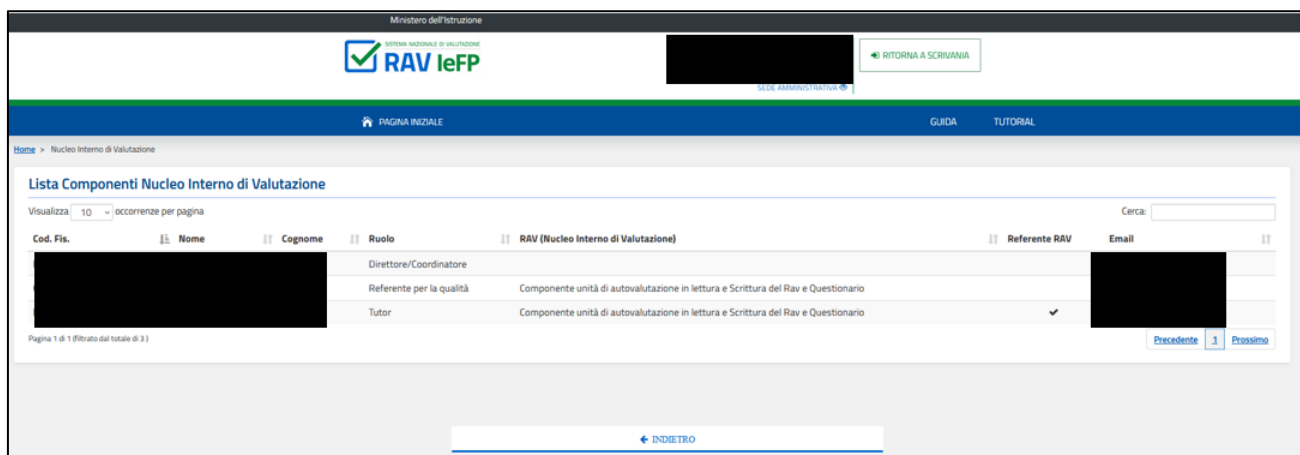 Ministero dell'Istruzione
SISTEMA NAZIONALE DI VALUTAZIONE
RAV IeFP
RITORNA A SCRIVANIA
SEDE AMMINISTRATIVA
PAGINA INIZIALE GUIDA TUTORIAL
Home > Nucleo Interno di Valutazione
Lista Componenti Nucleo Interno di Valutazione
Visualizza 10 occorrenze per pagina Cerca:
Cod. Fis. Nome Cognome Ruolo RAV (Nucleo Interno di Valutazione) Referente RAV Email
Direttore/Coordinatore
Referente per la qualità Componente unità di autovalutazione in lettura e Scrittura del Rav e Questionario
Tutor Componente unità di autovalutazione in lettura e Scrittura del Rav e Questionario ✔
Pagina 1 di 1 (filtrato dal totale di 3 ) Precedente 1 Prossimo
← INDIETRO